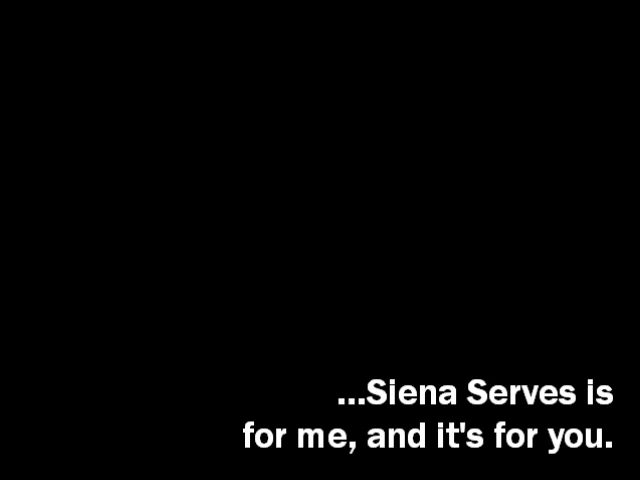 ...Siena Serves is
for me, and it's for you.